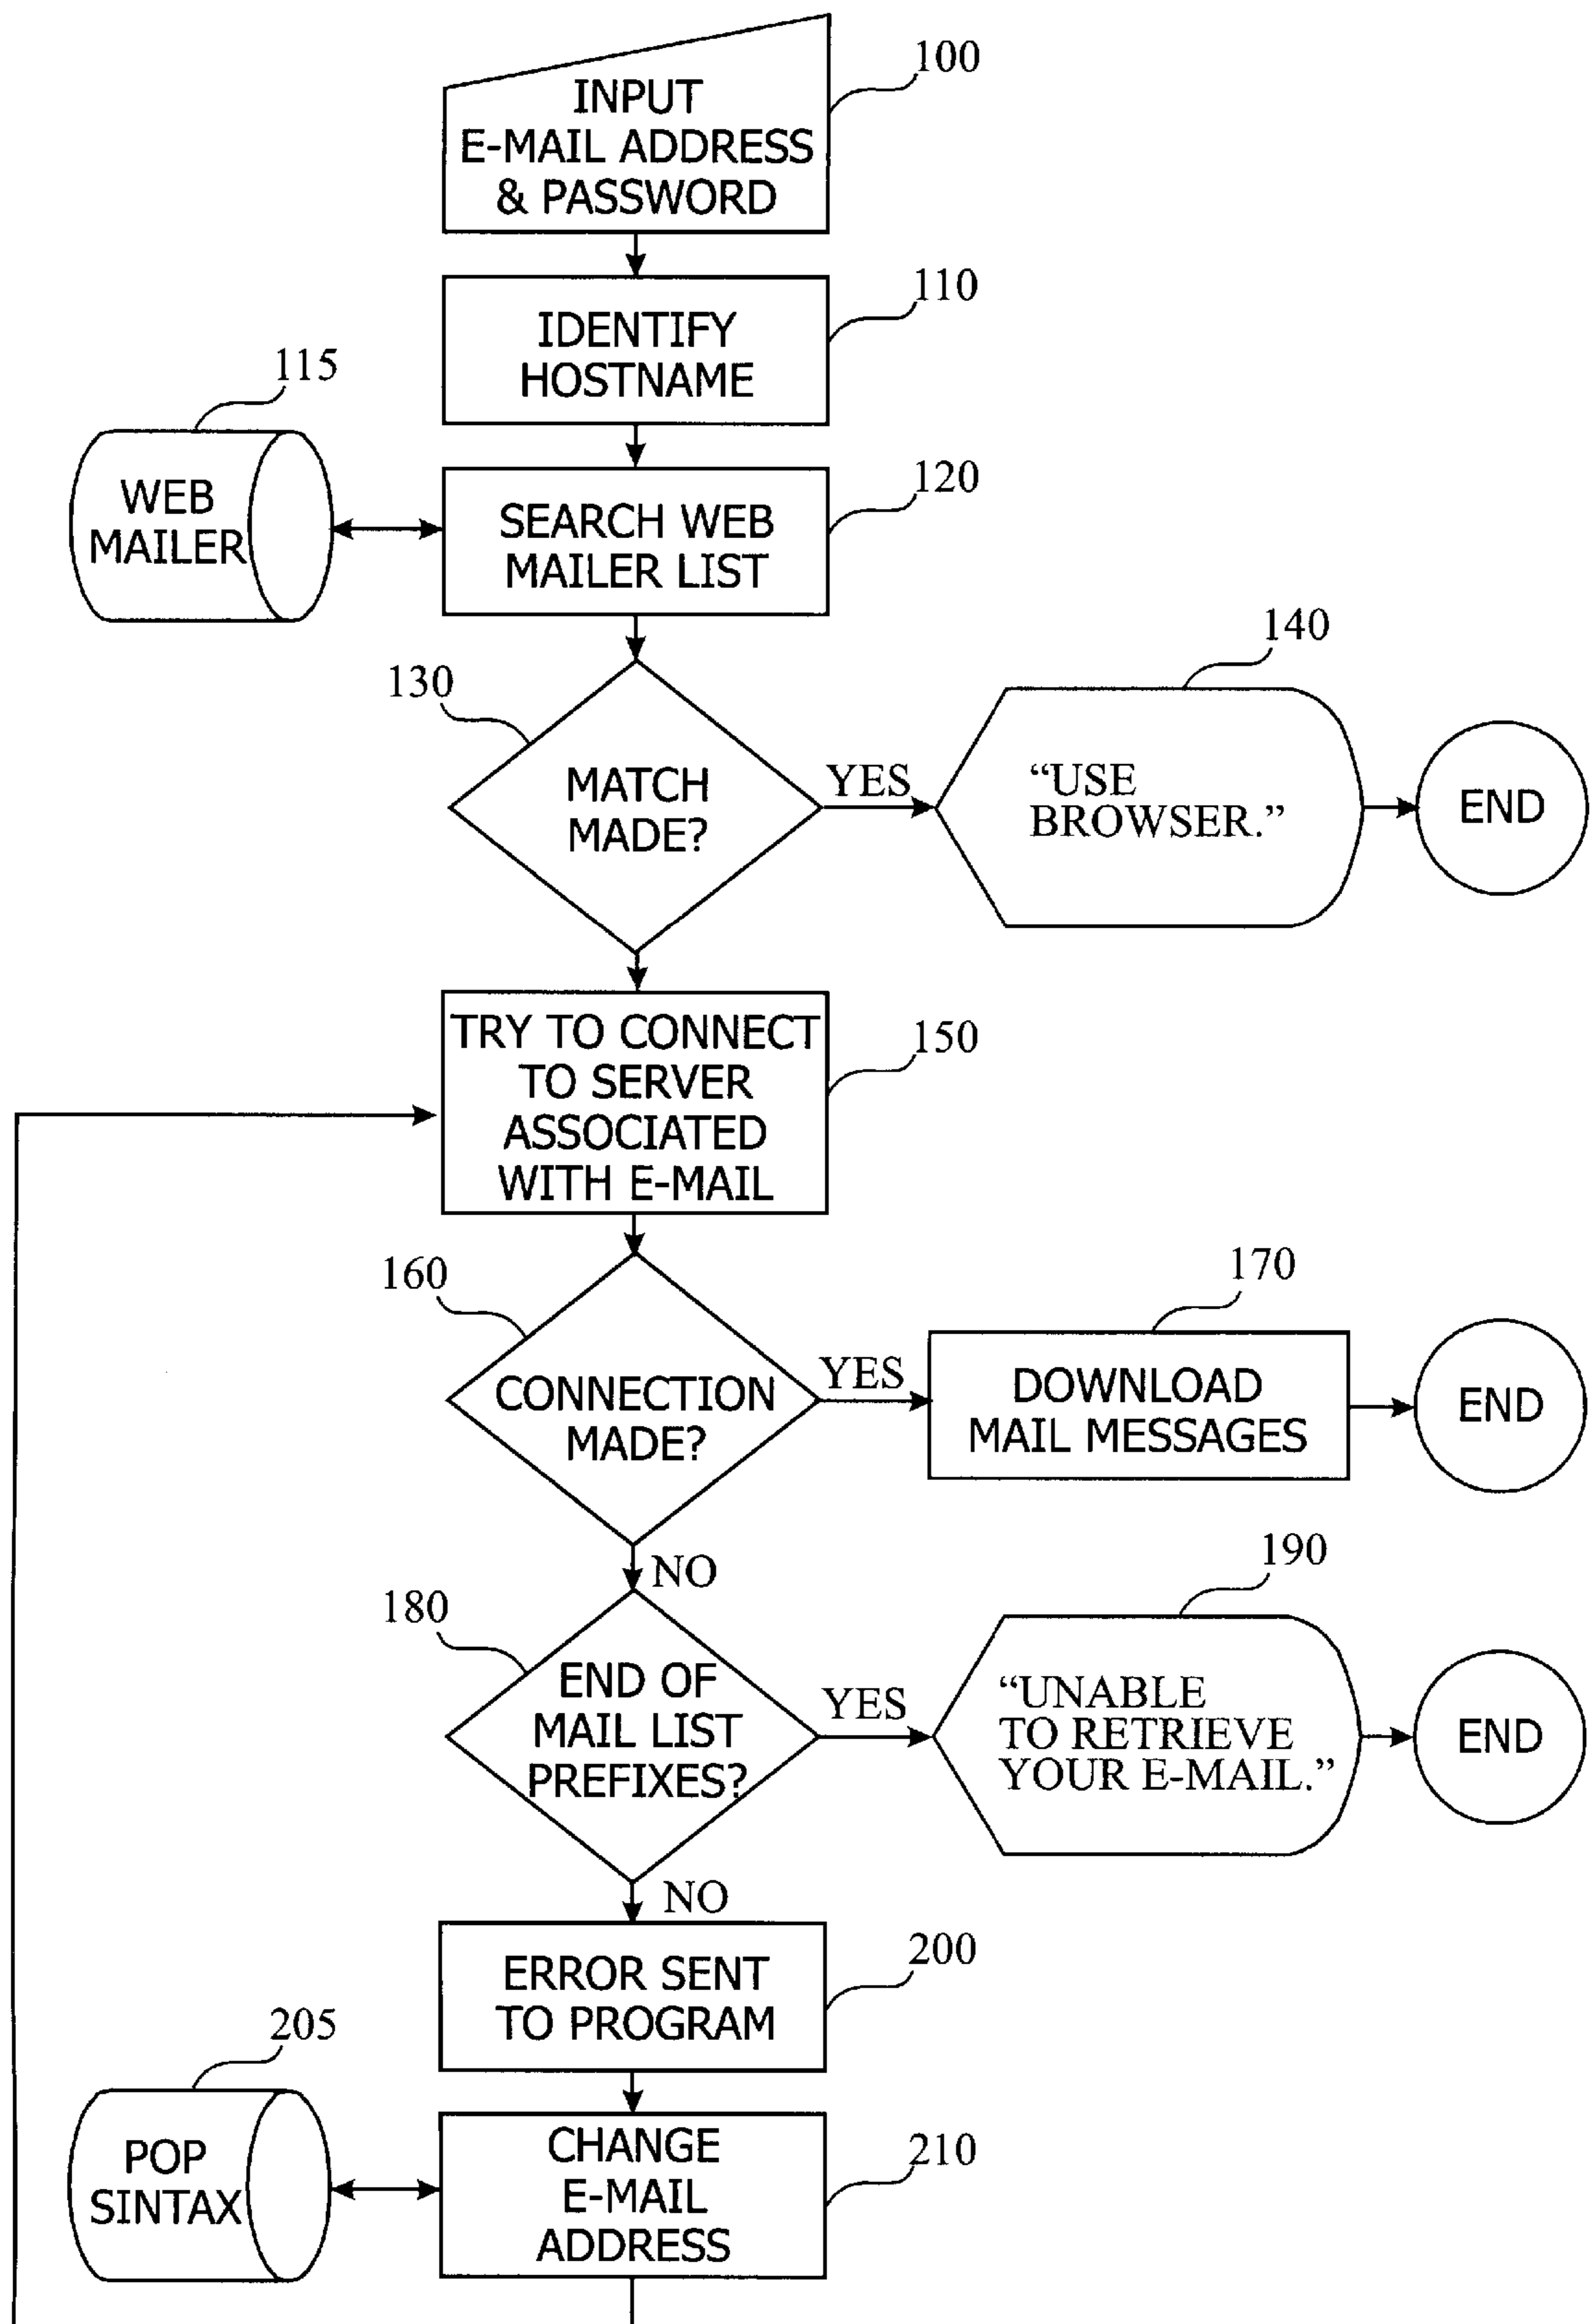 100
INPUT
E-MAIL ADDRESS
& PASSWORD
110
IDENTIFY
HOSTNAME
115
WEB
MAILER
120
SEARCH WEB
MAILER LIST
130
MATCH
MADE?
YES
140
“USE
BROWSER.”
END
150
TRY TO CONNECT
TO SERVER
ASSOCIATED
WITH E-MAIL
160
CONNECTION
MADE?
YES
170
DOWNLOAD
MAIL MESSAGES
END
NO
180
END OF
MAIL LIST
PREFIXES?
YES
190
“UNABLE
TO RETRIEVE
YOUR E-MAIL.”
END
NO
200
ERROR SENT
TO PROGRAM
205
POP
SINTAX
210
CHANGE
E-MAIL
ADDRESS